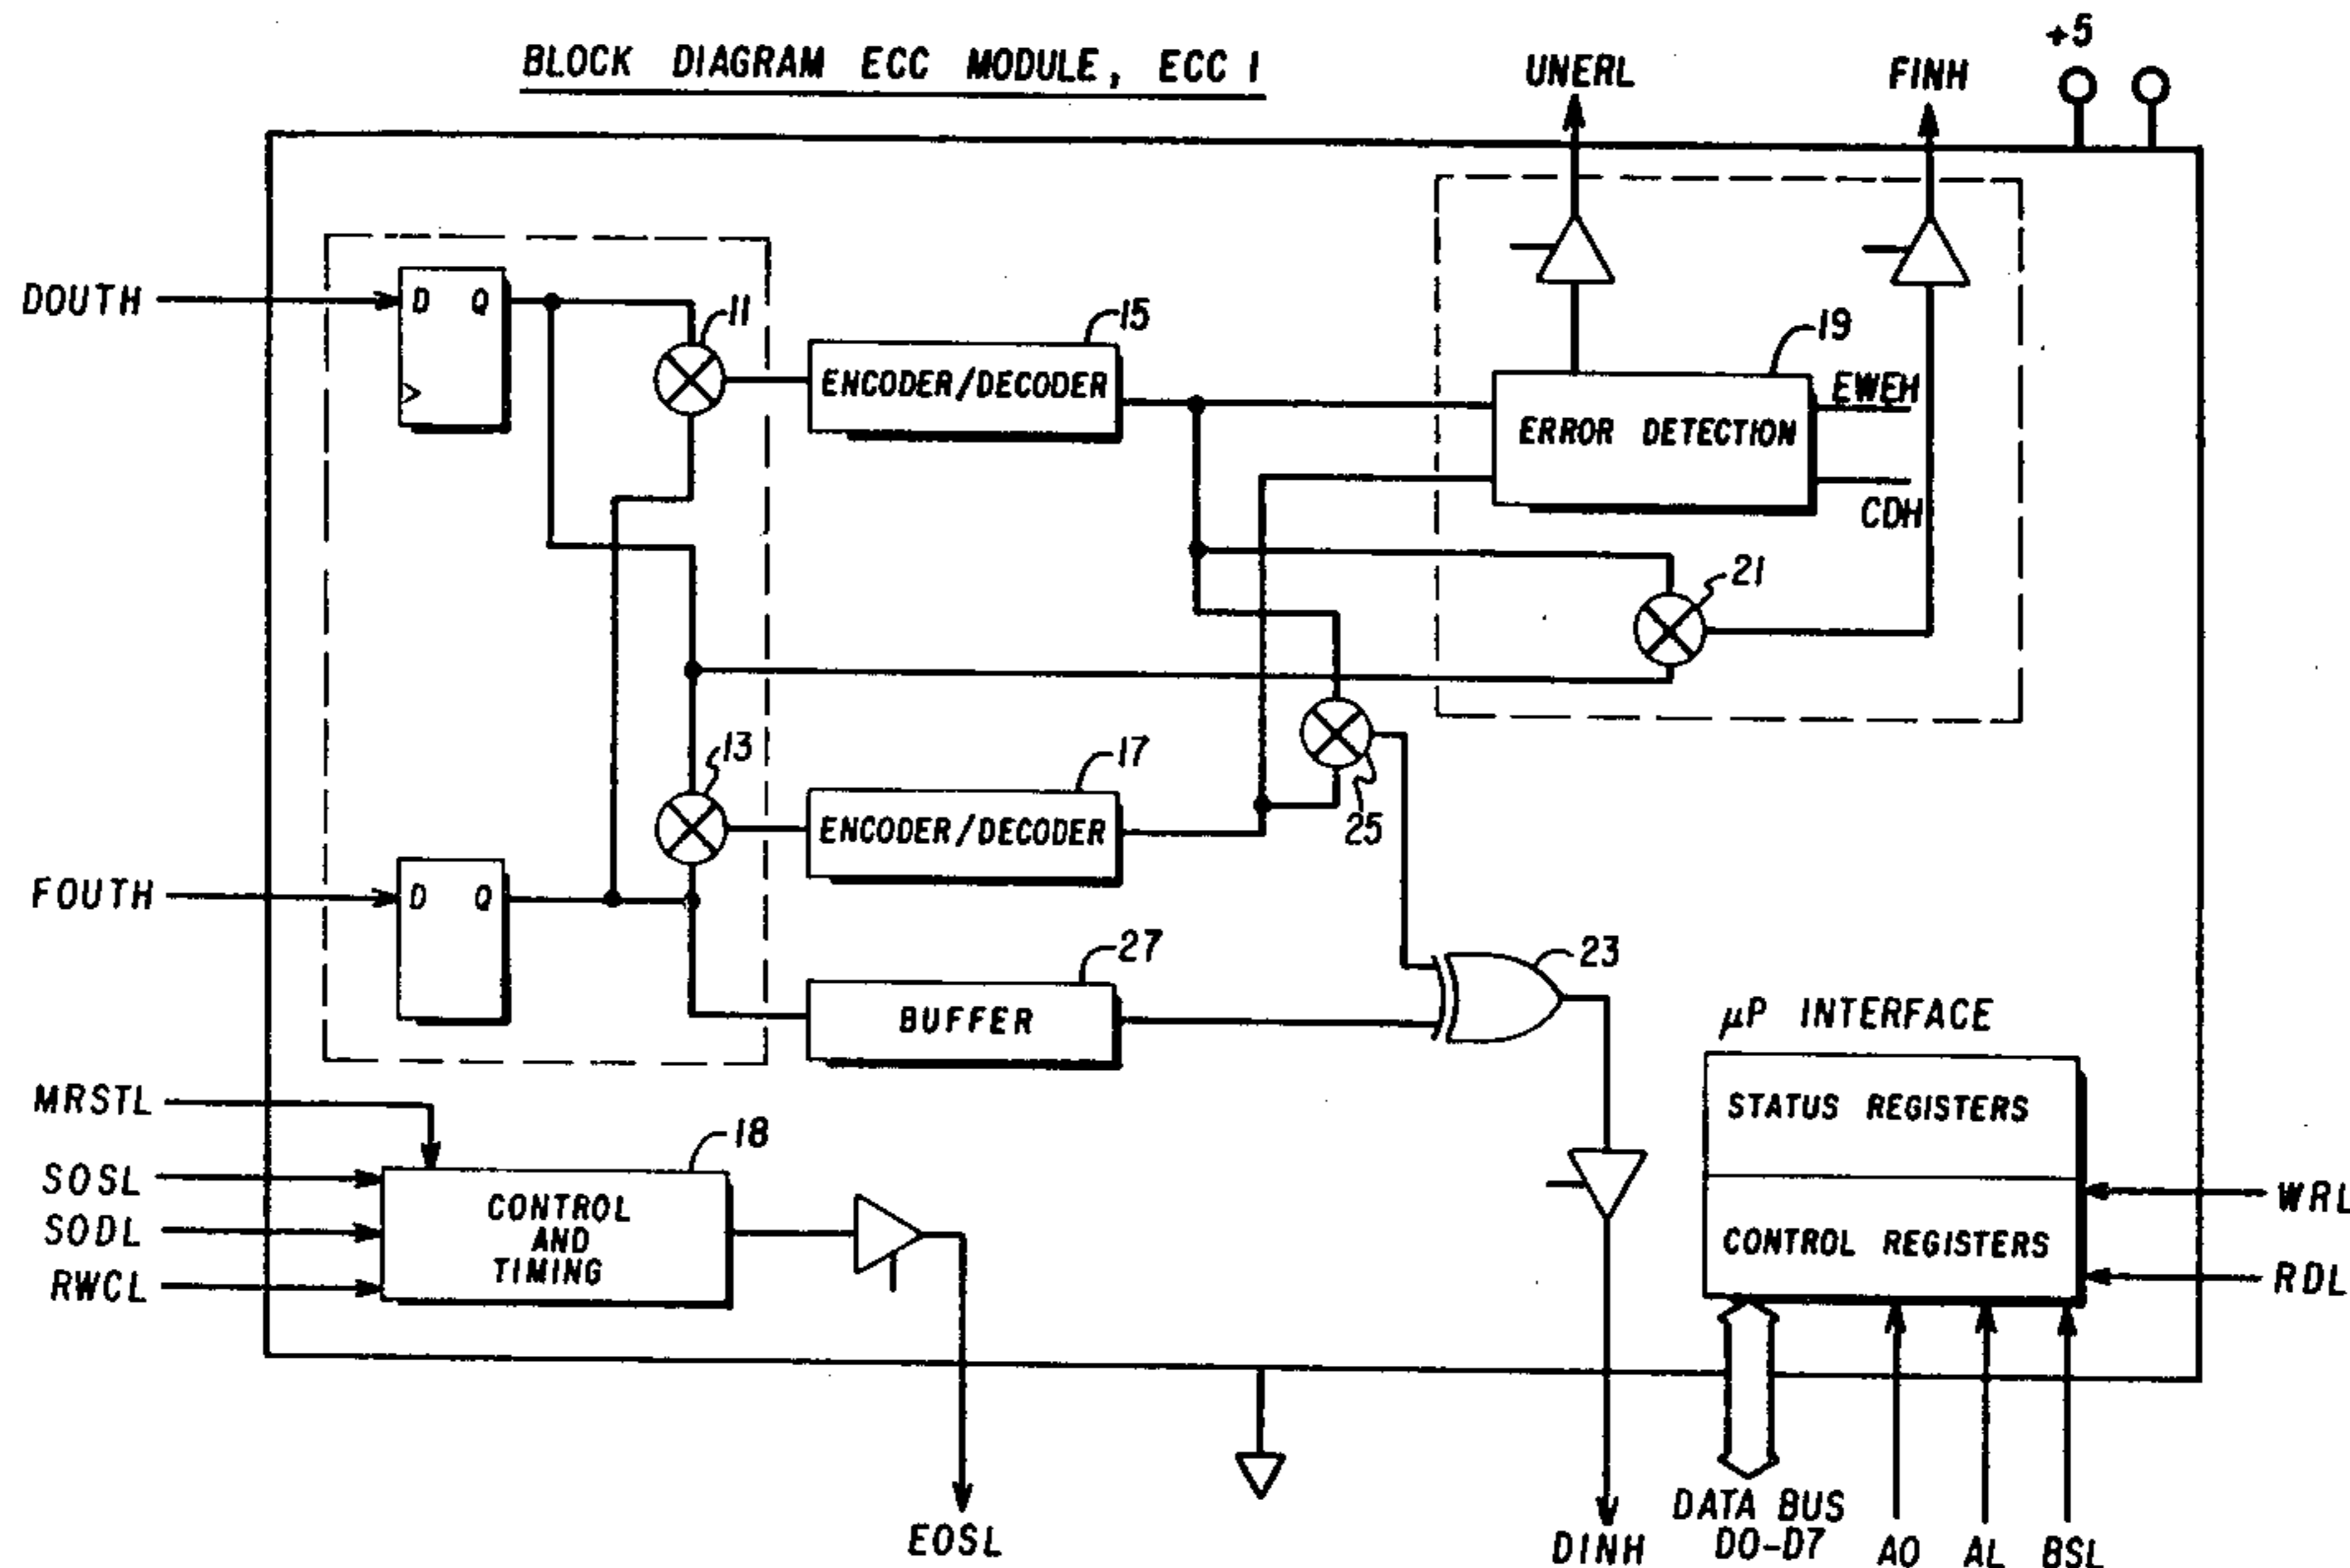 BLOCK DIAGRAM ECC MODULE, ECC 1
UNERL
FINH
+5
DOUTH
D Q
11
15
ENCODER/DECODER
19
EWEH
ERROR DETECTION
CDH
21
13
17
ENCODER/DECODER
25
FOUTH
D Q
27
BUFFER
23
μP INTERFACE
STATUS REGISTERS
CONTROL REGISTERS
WRL
RDL
MRSTL
SOSL
SODL
RWCL
18
CONTROL
AND
TIMING
EOSL
DINH
DATA BUS
D0-D7
A0
AL
BSL